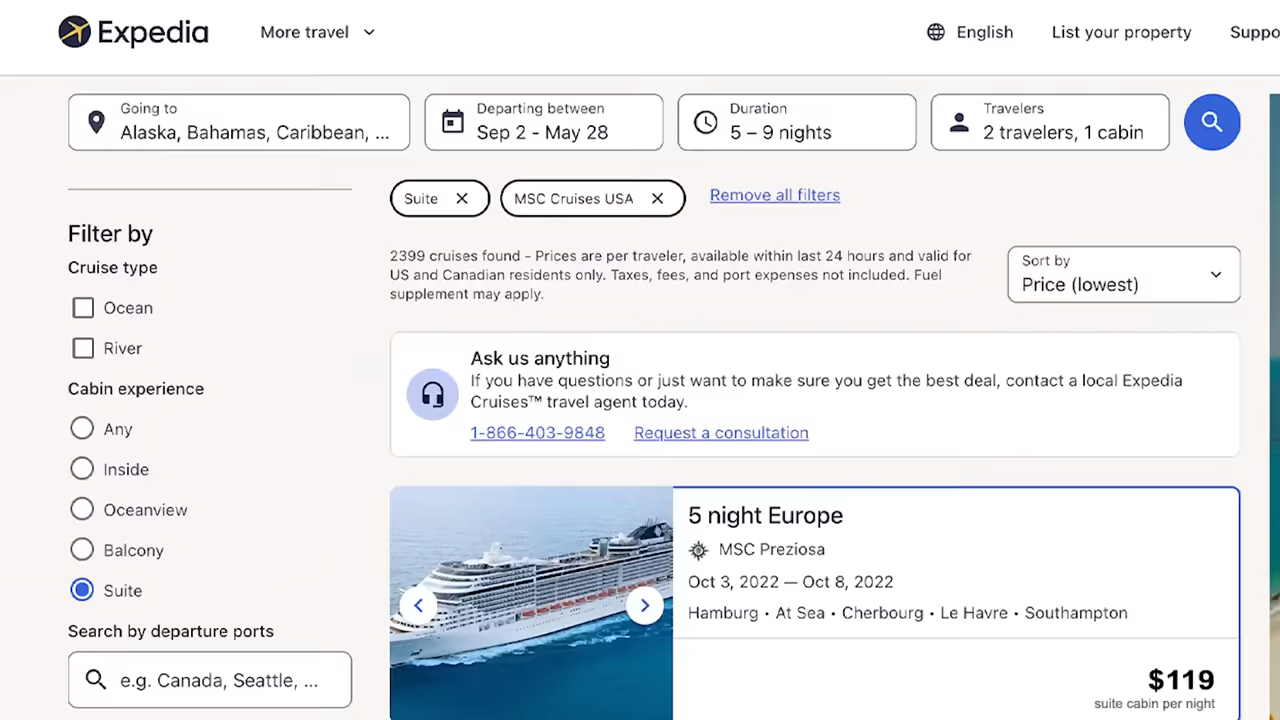 Expedia
More travel
English
List your property
Going to
Alaska, Bahamas, Caribbean, ...
Departing between
Sep 2 - May 28
Duration
5 – 9 nights
Travelers
2 travelers, 1 cabin
Suite
MSC Cruises USA
Remove all filters
Filter by
Cruise type
Ocean
River
Cabin experience
Any
Inside
Oceanview
Balcony
Suite
Search by departure ports
e.g. Canada, Seattle, ...
2399 cruises found - Prices are per traveler, available within last 24 hours and valid for
US and Canadian residents only. Taxes, fees, and port expenses not included. Fuel
supplement may apply.
Sort by
Price (lowest)
Ask us anything
If you have questions or just want to make sure you get the best deal, contact a local Expedia
Cruises™ travel agent today.
1-866-403-9848 Request a consultation
5 night Europe
MSC Preziosa
Oct 3, 2022 — Oct 8, 2022
Hamburg • At Sea • Cherbourg • Le Havre • Southampton
$119
suite cabin per night